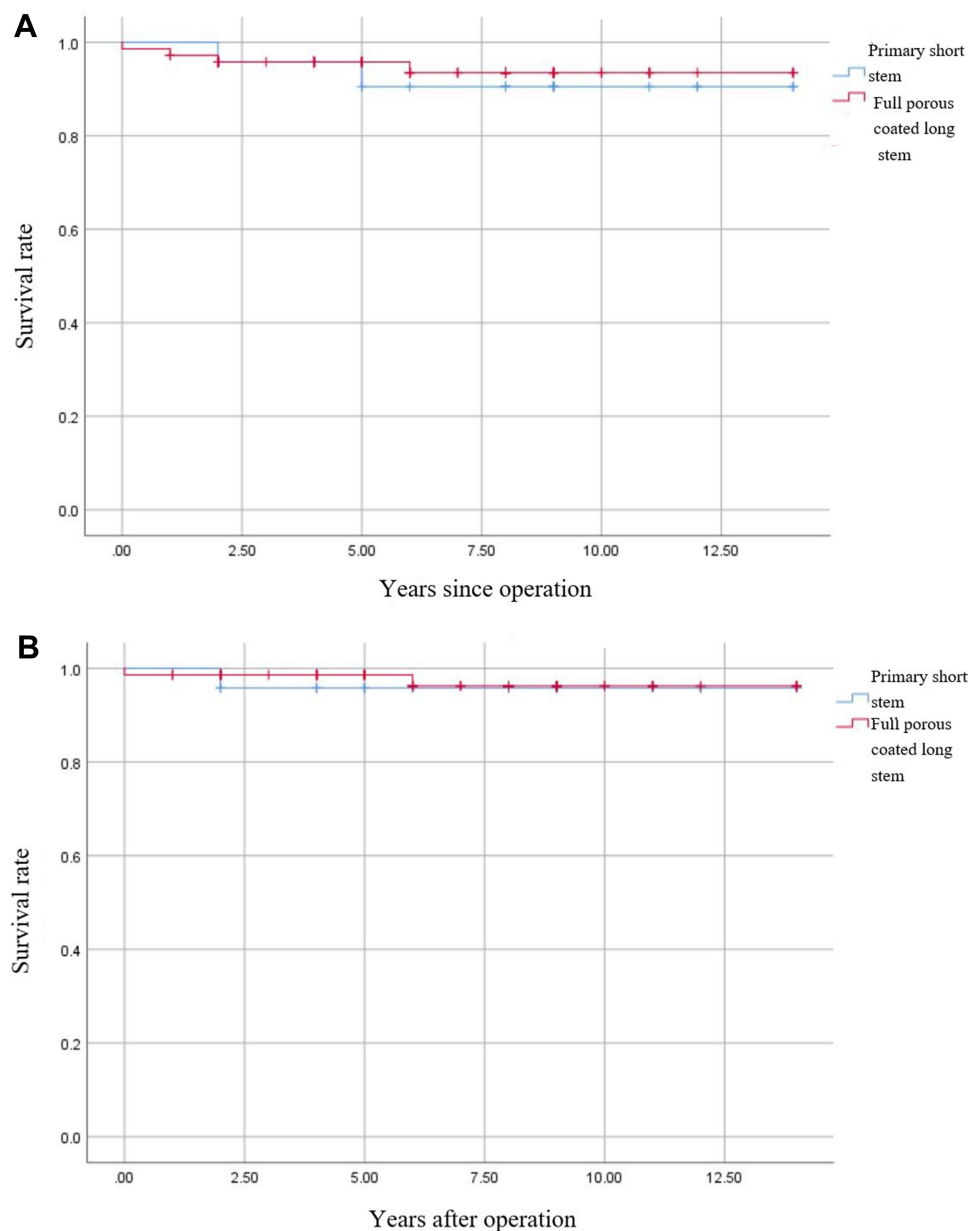 A
1.0
0.8
0.6
0.4
0.2
0.0
Survival rate
.00 2.50 5.00 7.50 10.00 12.50
Years since operation
Primary short
stem
Full porous
coated long
stem
B
1.0
0.8
0.6
0.4
0.2
0.0
Survival rate
.00 2.50 5.00 7.50 10.00 12.50
Years after operation
Primary short
stem
Full porous
coated long
stem